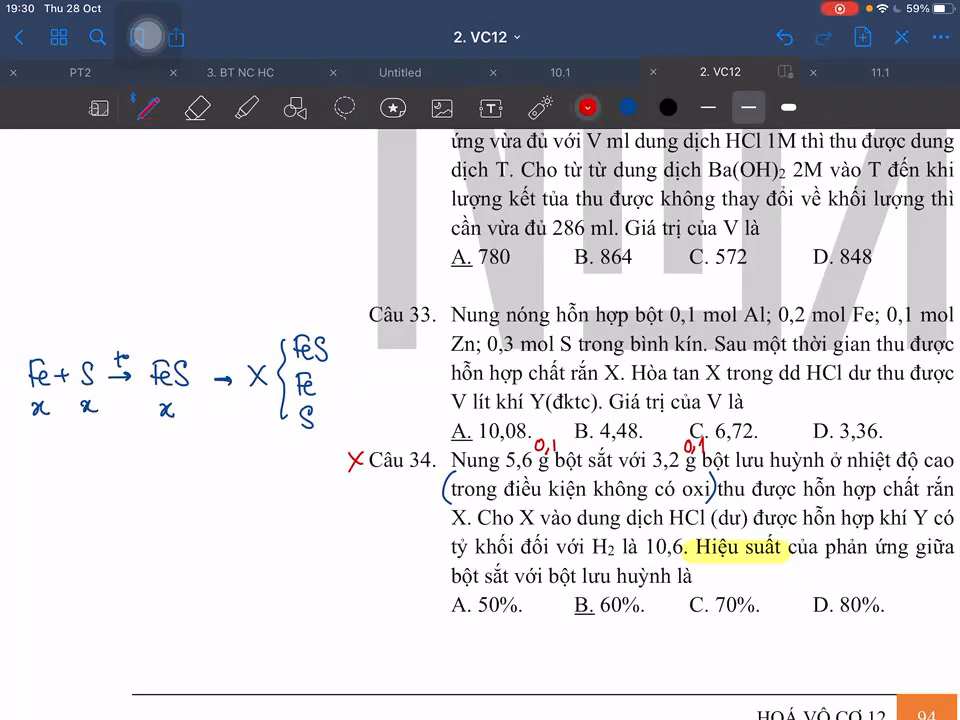 19:30 Thu 28 Oct
59%
2. VC12
PT2
3. BT NC HC
Untitled
10.1
2. VC12
11.1
ứng vừa đủ với V ml dung dịch HCl 1M thì thu được dung
dịch T. Cho từ từ dung dịch Ba(OH)₂ 2M vào T đến khi
lượng kết tủa thu được không thay đổi về khối lượng thì
cần vừa đủ 286 ml. Giá trị của V là
A. 780 B. 864 C. 572 D. 848
Câu 33. Nung nóng hỗn hợp bột 0,1 mol Al; 0,2 mol Fe; 0,1 mol
Zn; 0,3 mol S trong bình kín. Sau một thời gian thu được
hỗn hợp chất rắn X. Hòa tan X trong dd HCl dư thu được
V lít khí Y(đktc). Giá trị của V là
A. 10,08. B. 4,48. C. 6,72. D. 3,36.
0,1 0,1
X Câu 34. Nung 5,6 g bột sắt với 3,2 g bột lưu huỳnh ở nhiệt độ cao
(trong điều kiện không có oxi) thu được hỗn hợp chất rắn
X. Cho X vào dung dịch HCl (dư) được hỗn hợp khí Y có
tỷ khối đối với H₂ là 10,6. Hiệu suất của phản ứng giữa
bột sắt với bột lưu huỳnh là
A. 50%. B. 60%. C. 70%. D. 80%.
Fe + S t° → FeS → X { FeS
Fe
S
x x x
HOÁ VÔ CƠ 12 94